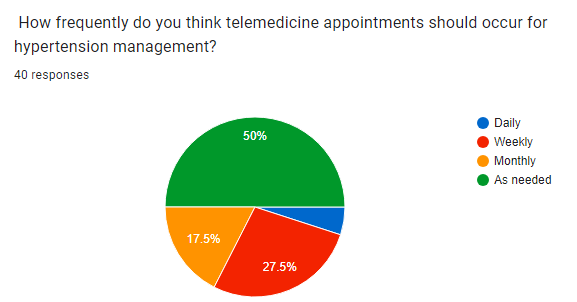 How frequently do you think telemedicine appointments should occur for
hypertension management?
40 responses
50%
17.5%
27.5%
Daily
Weekly
Monthly
As needed